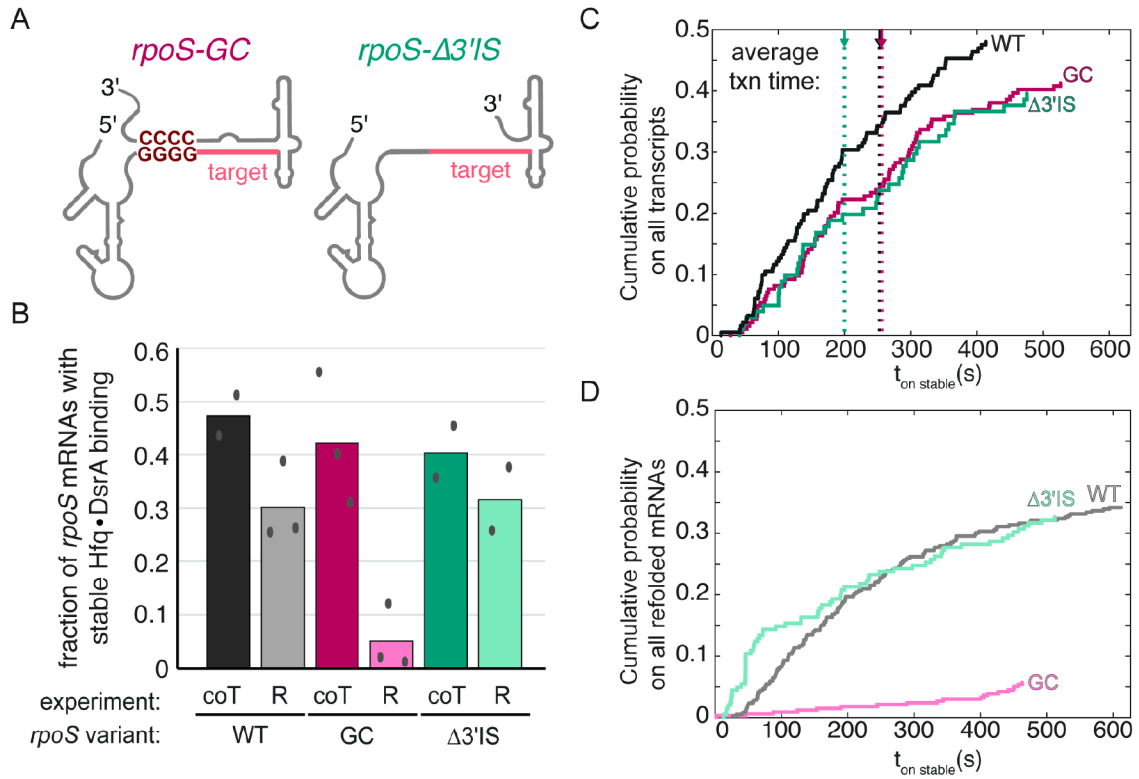 A
rpoS-GC
rpoS-Δ3'IS
3'
5'
CCCC
GGGG
target
3'
5'
target
B
fraction of rpoS mRNAs with
stable Hfq•DsrA binding
0.6
0.5
0.4
0.3
0.2
0.1
0
experiment:
coT R coT R coT R
rpoS variant:
WT GC Δ3'IS
C
Cumulative probability
on all transcripts
0.5
0.4
0.3
0.2
0.1
0
average
txn time:
WT
GC
Δ3'IS
0 100 200 300 400 500 600
t on stable (s)
D
Cumulative probability
on all refolded mRNAs
0.5
0.4
0.3
0.2
0.1
0
Δ3'IS
WT
GC
0 100 200 300 400 500 600
t on stable (s)